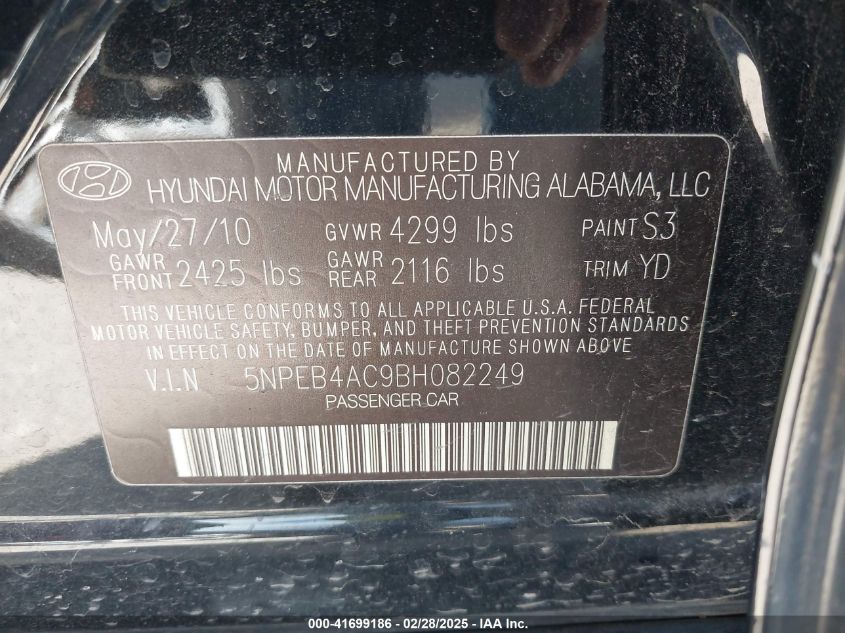 MANUFACTURED BY
HYUNDAI MOTOR MANUFACTURING ALABAMA, LLC
May/27/10 GVWR 4299 lbs PAINT S3
GAWR FRONT 2425 lbs GAWR REAR 2116 lbs TRIM YD
THIS VEHICLE CONFORMS TO ALL APPLICABLE U.S.A. FEDERAL
MOTOR VEHICLE SAFETY, BUMPER, AND THEFT PREVENTION STANDARDS
IN EFFECT ON THE DATE OF MANUFACTURE SHOWN ABOVE
V.I.N 5NPEB4AC9BH082249
PASSENGER CAR
000-41699186 - 02/28/2025 - IAAI Inc.